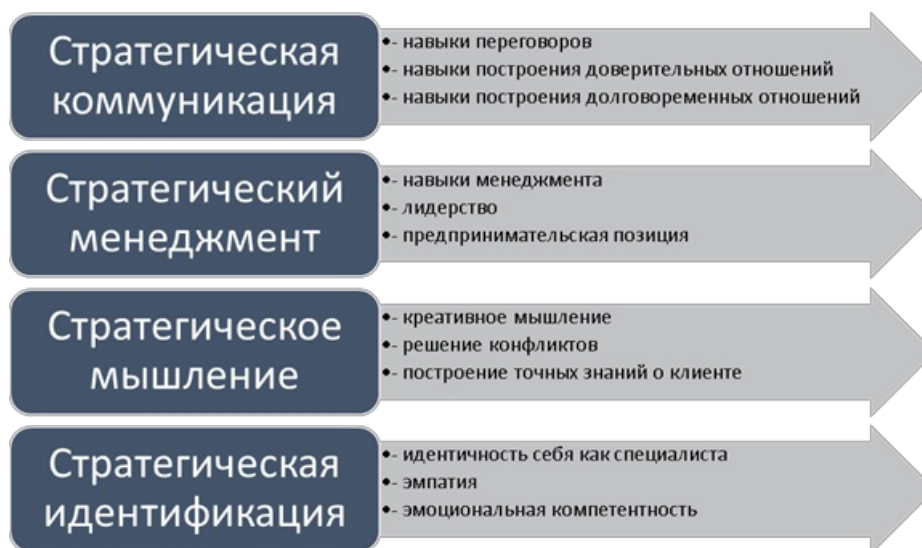 Стратегическая
коммуникация
•- навыки переговоров
•- навыки построения доверительных отношений
•- навыки построения долговоременных отношений
Стратегический
менеджмент
•- навыки менеджмента
•- лидерство
•- предпринимательская позиция
Стратегическое
мышление
•- креативное мышление
•- решение конфликтов
•- построение точных знаний о клиенте
Стратегическая
идентификация
•- идентичность себя как специалиста
•- эмпатия
•- эмоциональная компетентность